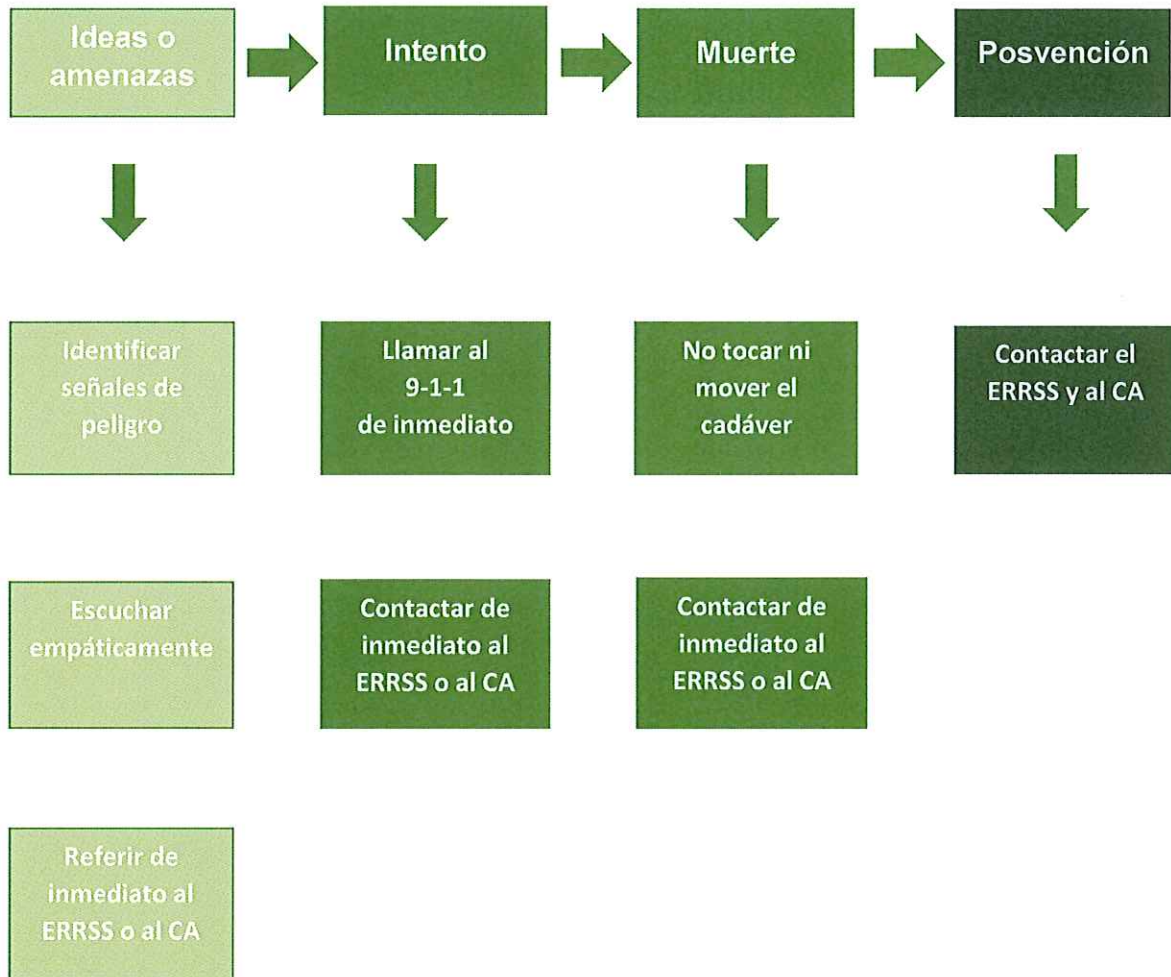 Ideas o
amenazas
Intento
Muerte
Posvención
Identificar
señales de
peligro
Llamar al
9-1-1
de inmediato
No tocar ni
mover el
cadáver
Contactar el
ERRSS y al CA
Escuchar
empáticamente
Contactar de
inmediato al
ERRSS o al CA
Contactar de
inmediato al
ERRSS o al CA
Referir de
inmediato al
ERRSS o al CA